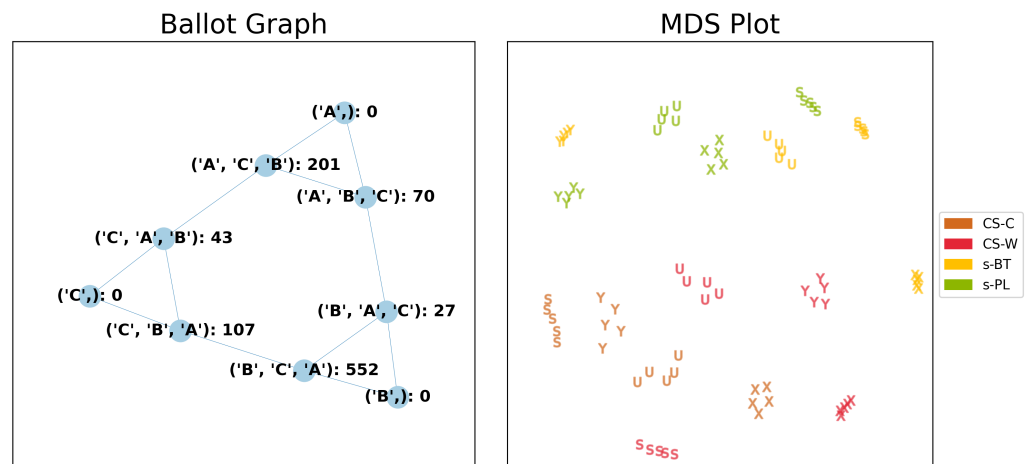 Ballot Graph
('A',): 0
('A', 'C', 'B'): 201
('A', 'B', 'C'): 70
('C', 'A', 'B'): 43
('C',): 0
('B', 'A', 'C'): 27
('C', 'B', 'A'): 107
('B', 'C', 'A'): 552
('B',): 0
MDS Plot
S S S S S
U U U U U
S S S S S
Y Y Y Y Y
U U U U U
X X X X X
Y Y Y Y Y
U U U U U
Y Y Y Y Y
X X X X X
S S S S S
Y Y Y Y Y
U U U U U
X X X X X
X X X X X
S S S S S
CS-C
CS-W
s-BT
s-PL